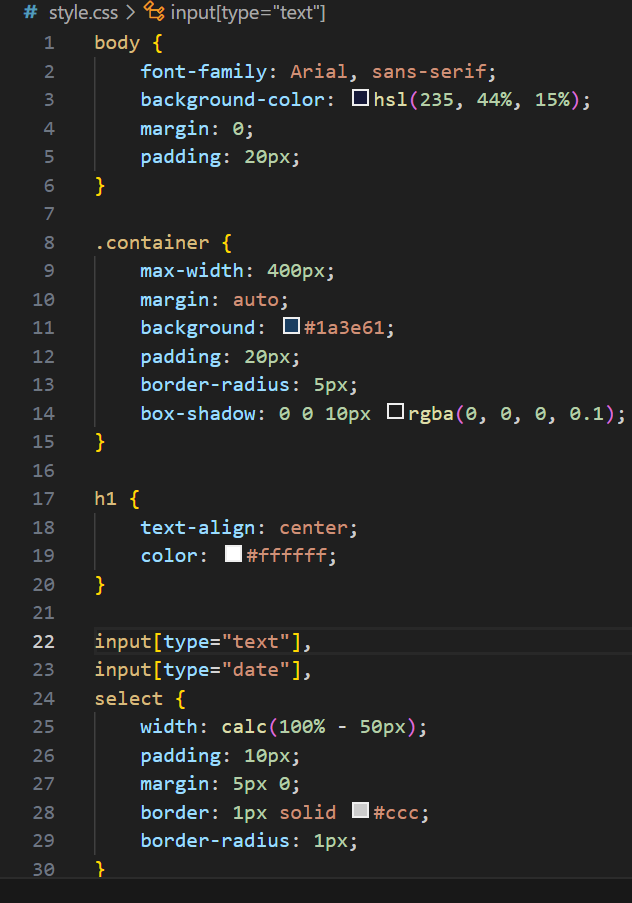 # style.css > input[type="text"]
1 body {
2     font-family: Arial, sans-serif;
3     background-color: hsl(235, 44%, 15%);
4     margin: 0;
5     padding: 20px;
6 }
7
8 .container {
9     max-width: 400px;
10     margin: auto;
11     background: #1a3e61;
12     padding: 20px;
13     border-radius: 5px;
14     box-shadow: 0 0 10px rgba(0, 0, 0, 0.1);
15 }
16
17 h1 {
18     text-align: center;
19     color: #ffffff;
20 }
21
22 input[type="text"],
23 input[type="date"],
24 select {
25     width: calc(100% - 50px);
26     padding: 10px;
27     margin: 5px 0;
28     border: 1px solid #ccc;
29     border-radius: 1px;
30 }